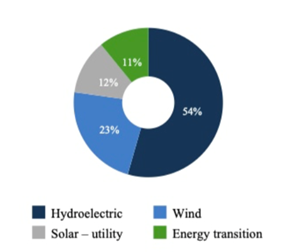 11%
12%
54%
23%
Hydroelectric
Wind
Solar – utility
Energy transition